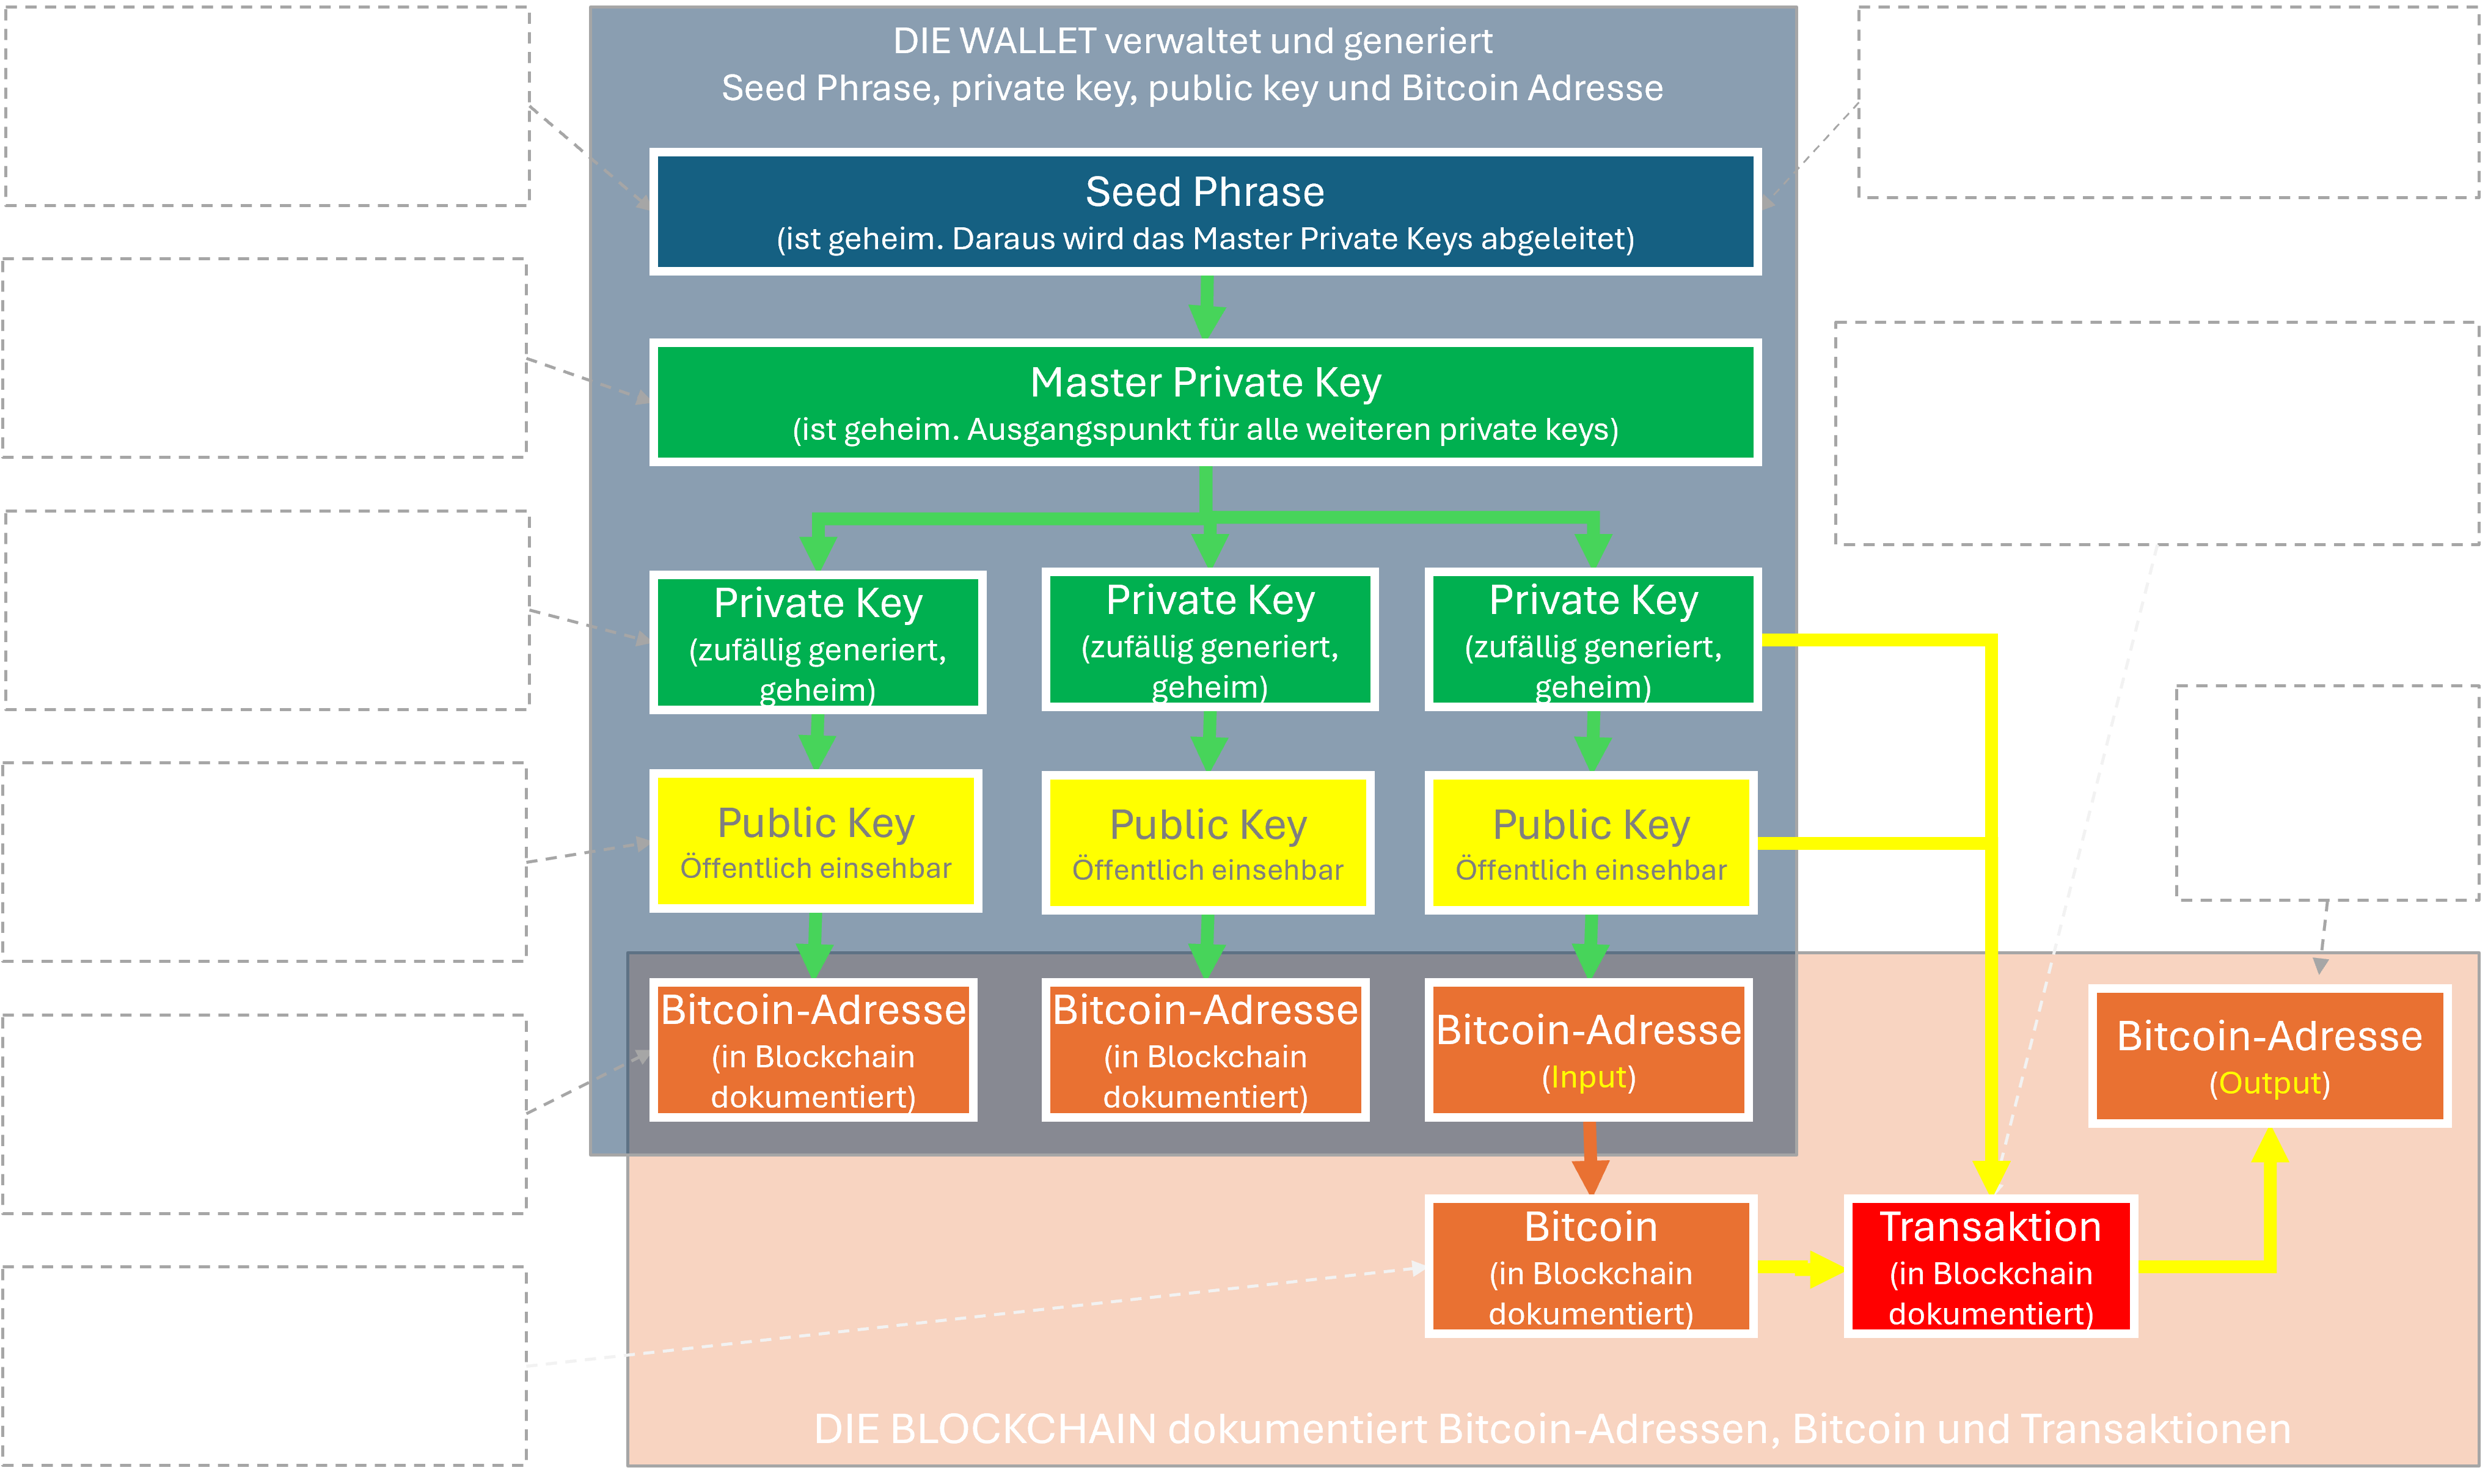 DIE WALLET verwaltet und generiert
Seed Phrase, private key, public key und Bitcoin Adresse
Seed Phrase
(ist geheim. Daraus wird das Master Private Keys abgeleitet)
Master Private Key
(ist geheim. Ausgangspunkt für alle weiteren private keys)
Private Key
(zufällig generiert,
geheim)
Private Key
(zufällig generiert,
geheim)
Private Key
(zufällig generiert,
geheim)
Public Key
Öffentlich einsehbar
Public Key
Öffentlich einsehbar
Public Key
Öffentlich einsehbar
Bitcoin-Adresse
(in Blockchain
dokumentiert)
Bitcoin-Adresse
(in Blockchain
dokumentiert)
Bitcoin-Adresse
(Input)
Bitcoin-Adresse
(Output)
Bitcoin
(in Blockchain
dokumentiert)
Transaktion
(in Blockchain
dokumentiert)
DIE BLOCKCHAIN dokumentiert Bitcoin-Adressen, Bitcoin und Transaktionen